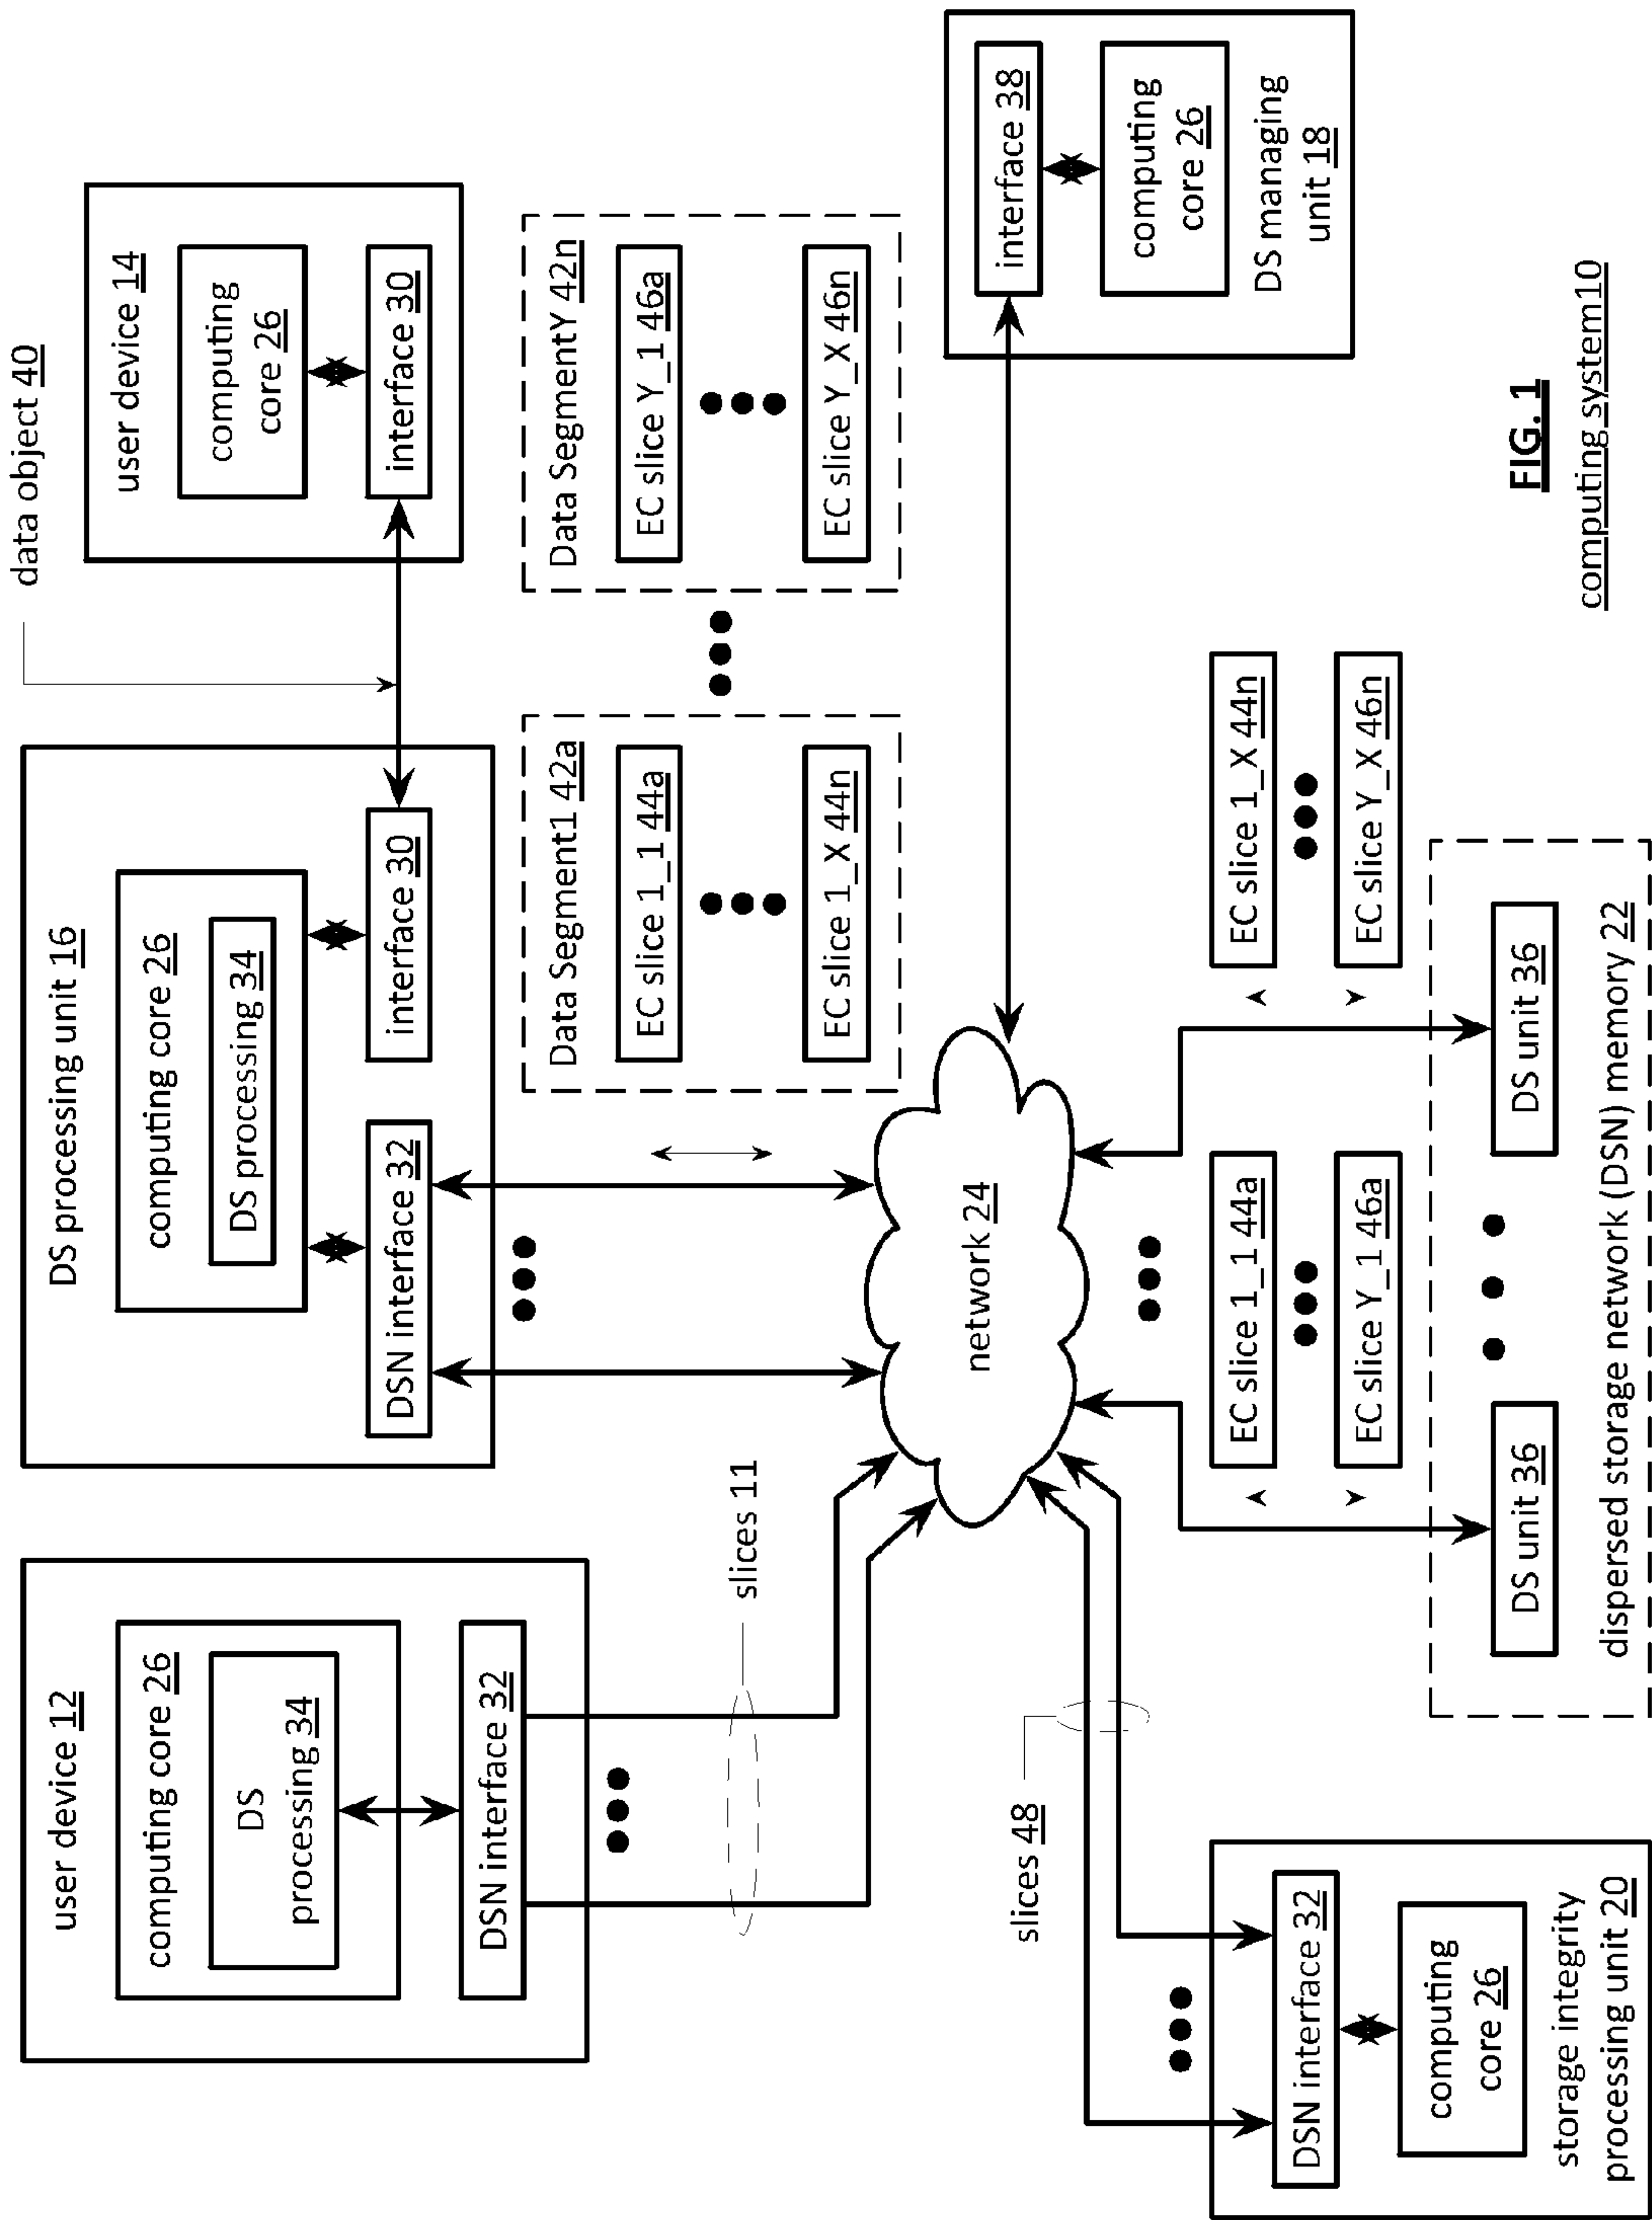 user device 12
computing core 26
DS
processing 34
DSN interface 32
slices 11
DS processing unit 16
computing core 26
DS processing 34
DSN interface 32
interface 30
data object 40
user device 14
computing
core 26
interface 30
Data Segment1 42a
EC slice 1_1 44a
EC slice 1_X 44n
Data SegmentY 42n
EC slice Y_1 46a
EC slice Y_X 46n
network 24
slices 48
DSN interface 32
computing
core 26
storage integrity
processing unit 20
EC slice 1_1 44a
EC slice Y_1 46a
EC slice 1_X 44n
EC slice Y_X 46n
DS unit 36
DS unit 36
dispersed storage network (DSN) memory 22
interface 38
computing
core 26
DS managing
unit 18
FIG. 1
computing system10